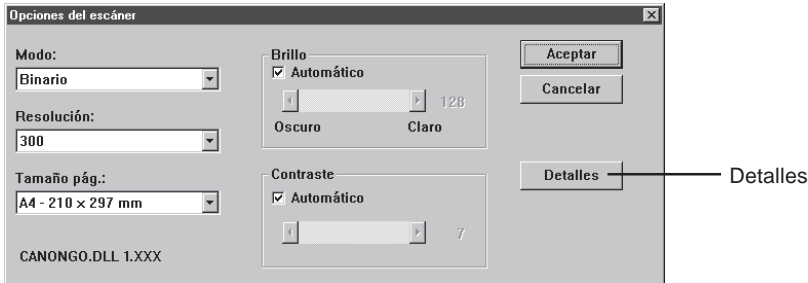 Opciones del escáner
Modo:
Binario
Resolución:
300
Tamaño pág.:
A4 - 210 x 297 mm
CANONGO.DLL 1.XXX
Brillo
Automático
128
Oscuro Claro
Contraste
Automático
7
Aceptar
Cancelar
Detalles
Detalles